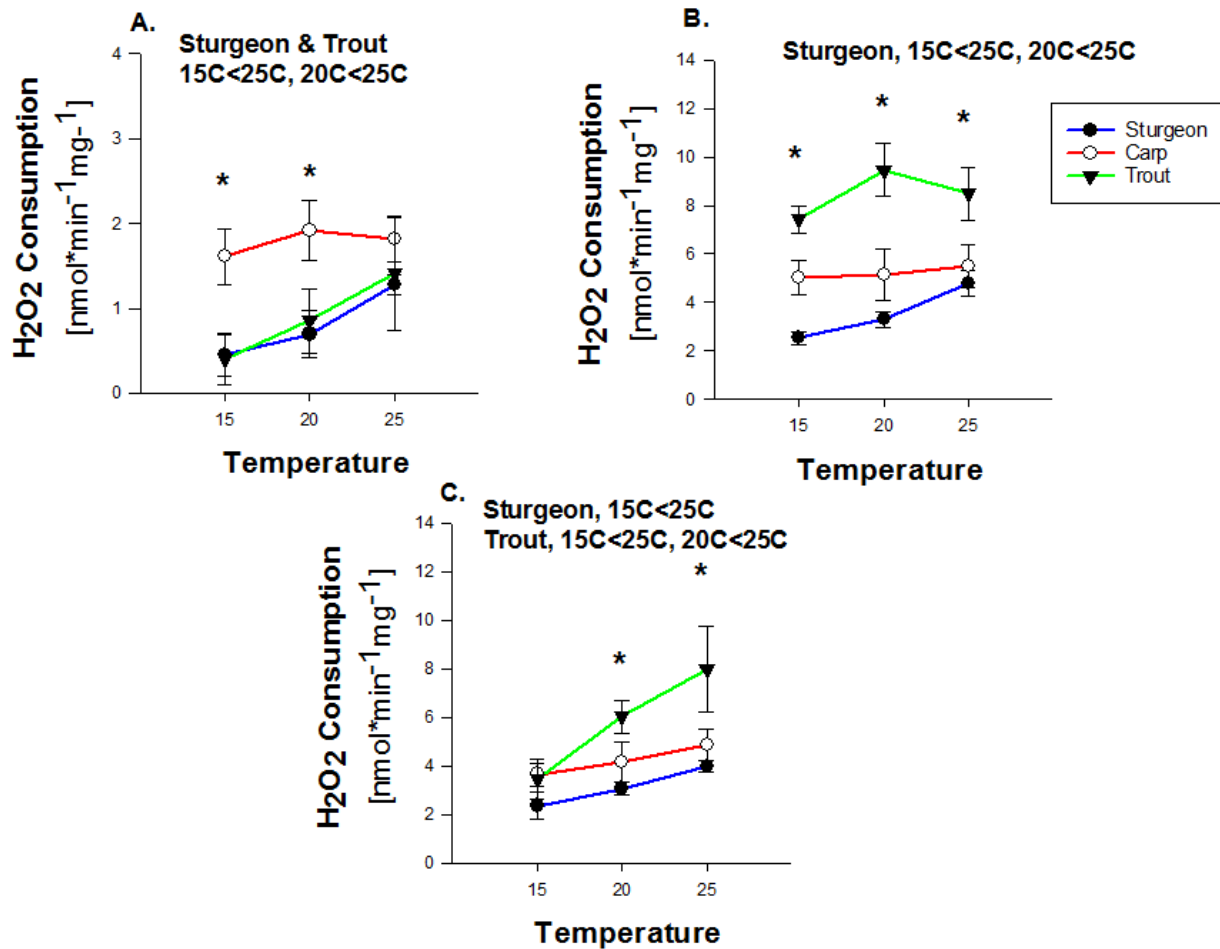 A.
Sturgeon & Trout
15C<25C, 20C<25C
H2O2 Consumption
[nmol*min-1mg-1]
4
3
2
1
0
*
*
15
20
25
Temperature
B.
Sturgeon, 15C<25C, 20C<25C
H2O2 Consumption
[nmol*min-1mg-1]
14
12
10
8
6
4
2
0
*
*
*
15
20
25
Temperature
Sturgeon
Carp
Trout
C.
Sturgeon, 15C<25C
Trout, 15C<25C, 20C<25C
H2O2 Consumption
[nmol*min-1mg-1]
14
12
10
8
6
4
2
0
*
*
15
20
25
Temperature